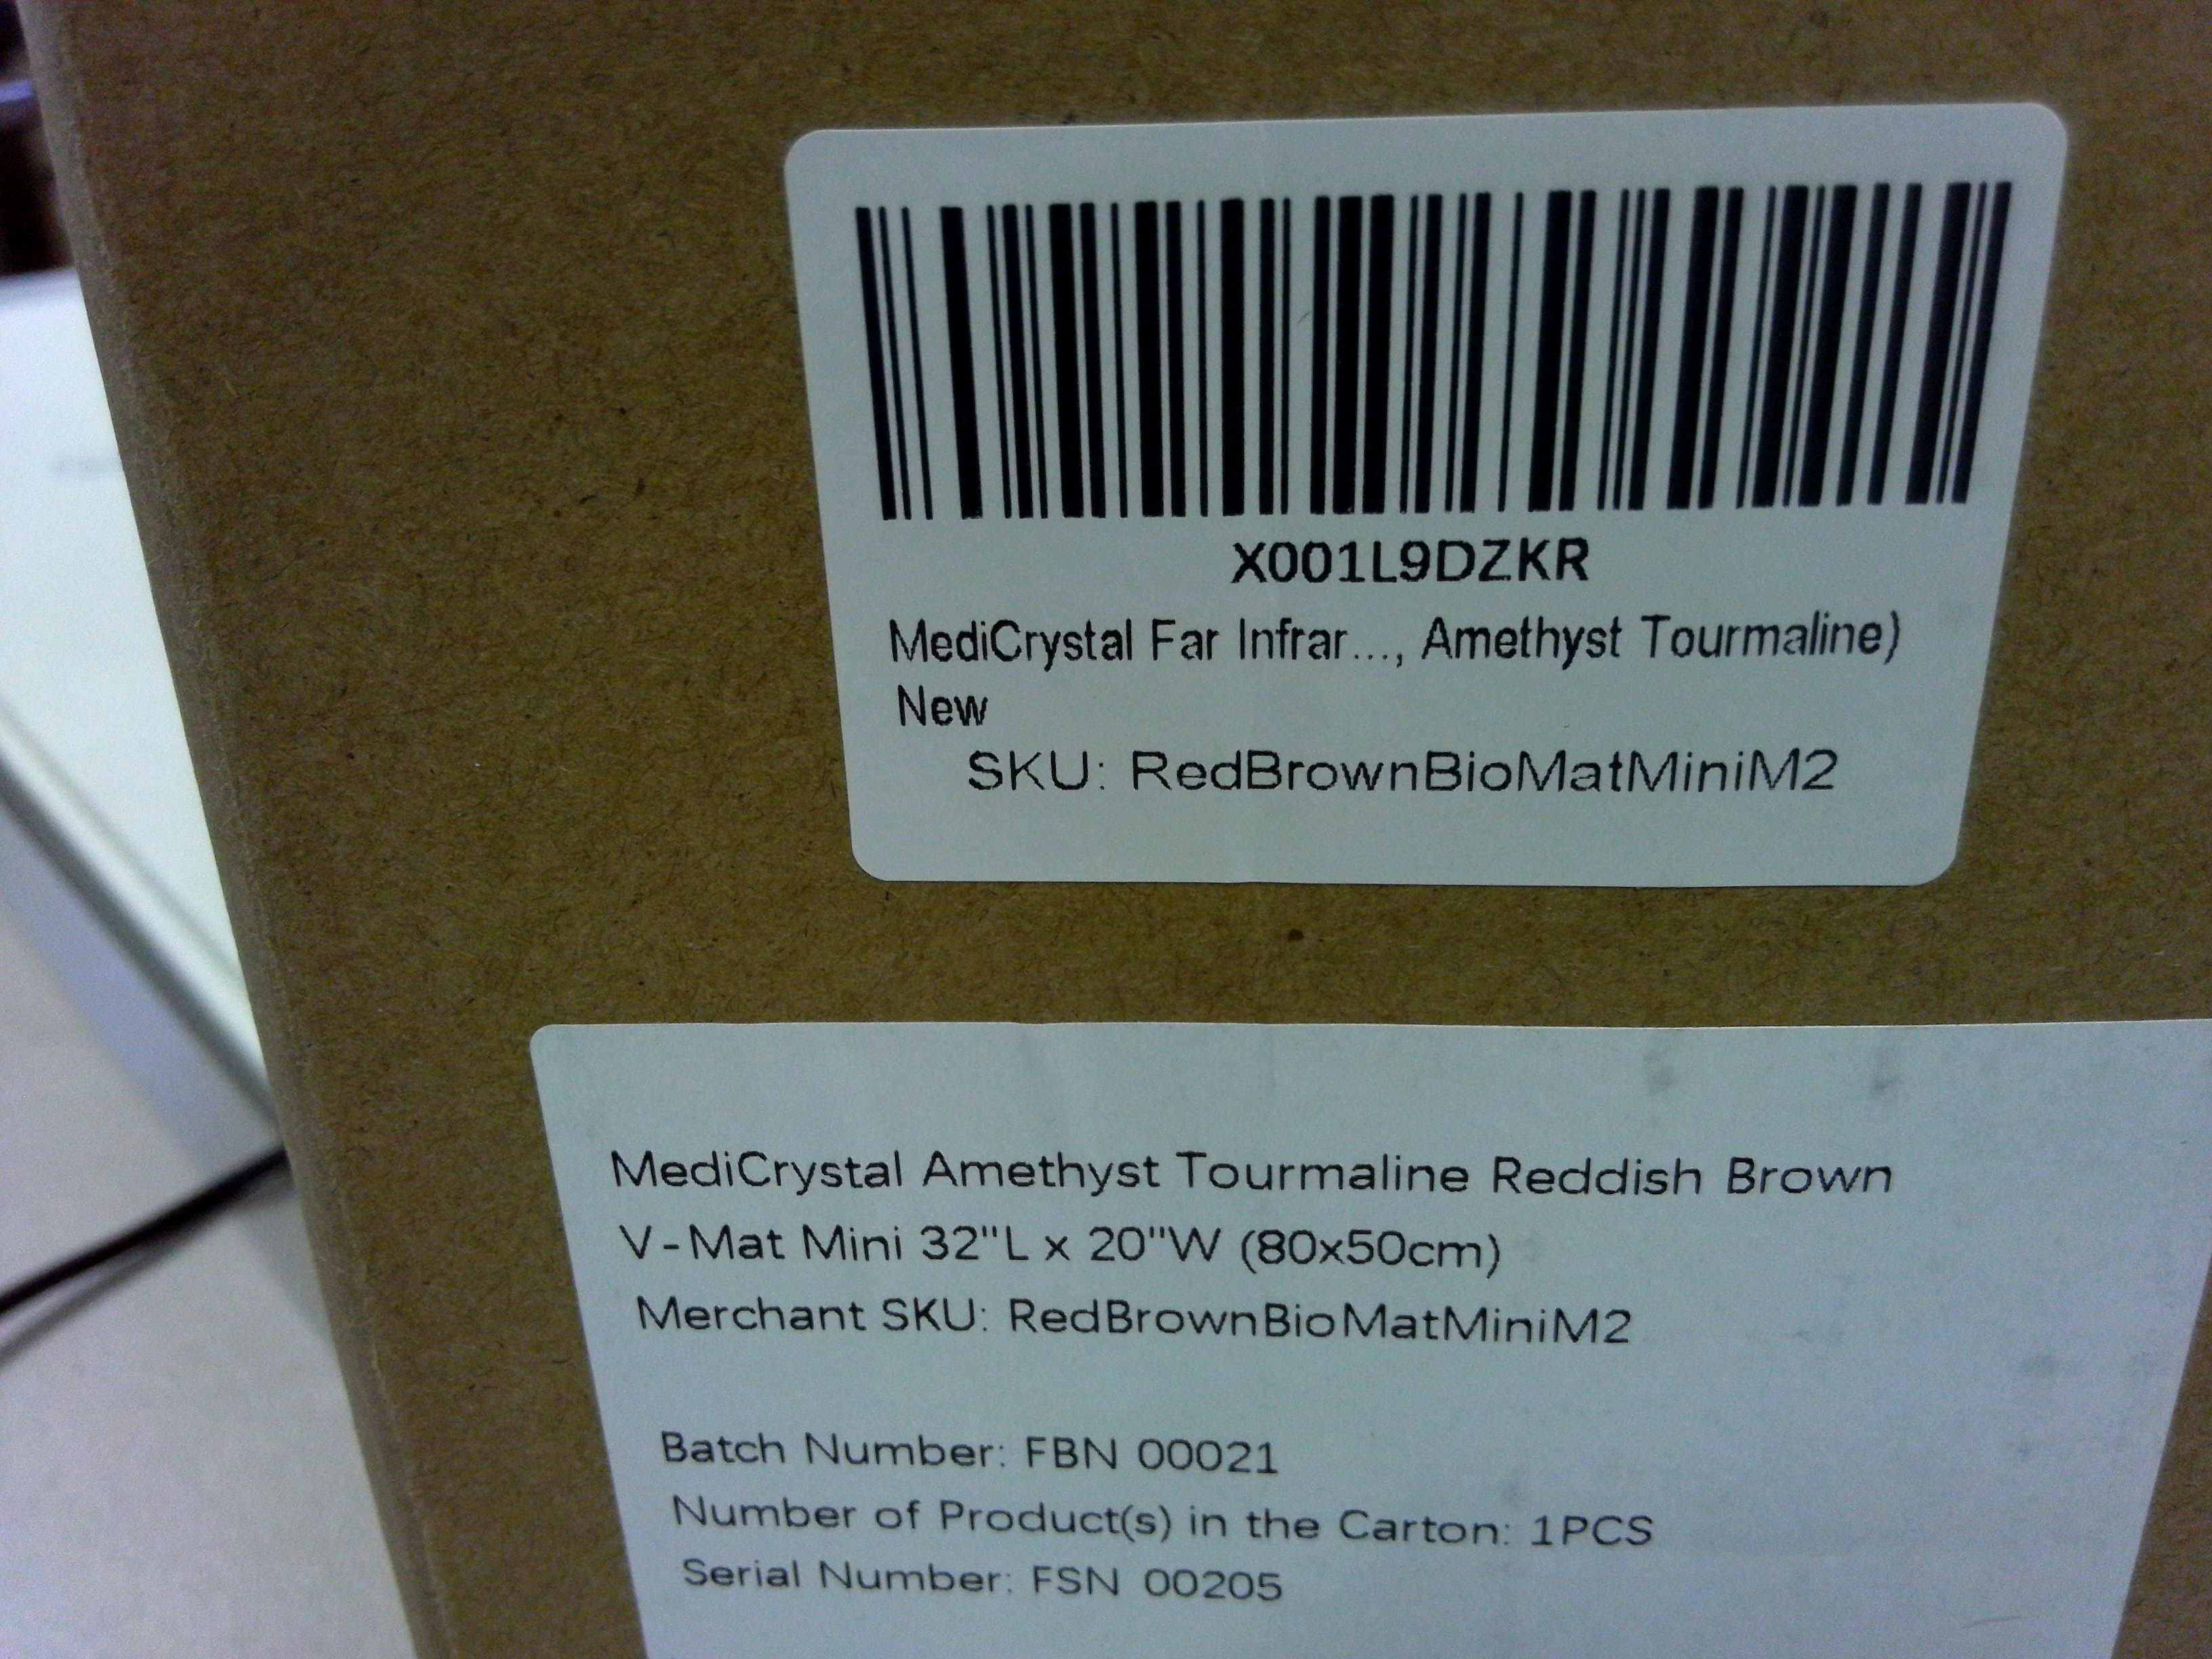 X001L9DZKR
MediCrystal Far Infrar..., Amethyst Tourmaline)
New
SKU: RedBrownBioMatMiniM2
MediCrystal Amethyst Tourmaline Reddish Brown
V-Mat Mini 32"L x 20"W (80x50cm)
Merchant SKU: RedBrownBioMatMiniM2
Batch Number: FBN 00021
Number of Product(s) in the Carton: 1PCS
Serial Number: FSN 00205